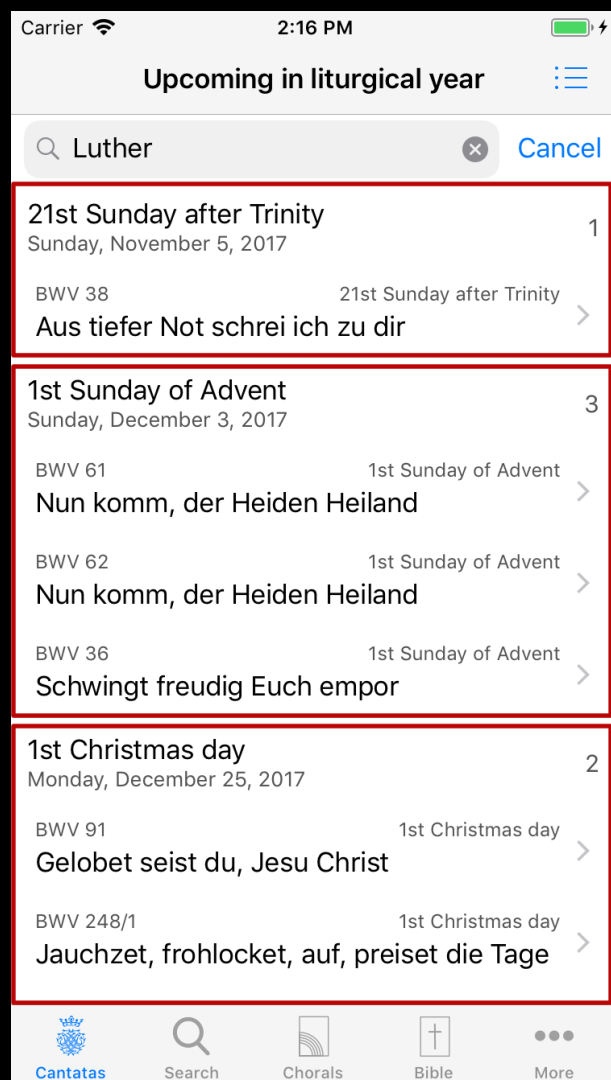 Carrier 2:16 PM
Upcoming in liturgical year
Luther Cancel
21st Sunday after Trinity
1
Sunday, November 5, 2017
BWV 38 21st Sunday after Trinity
Aus tiefer Not schrei ich zu dir
1st Sunday of Advent
3
Sunday, December 3, 2017
BWV 61 1st Sunday of Advent
Nun komm, der Heiden Heiland
BWV 62 1st Sunday of Advent
Nun komm, der Heiden Heiland
BWV 36 1st Sunday of Advent
Schwingt freudig Euch empor
1st Christmas day
2
Monday, December 25, 2017
BWV 91 1st Christmas day
Gelobet seist du, Jesu Christ
BWV 248/1 1st Christmas day
Jauchzet, frohlocket, auf, preiset die Tage
Cantatas Search Chorals Bible More